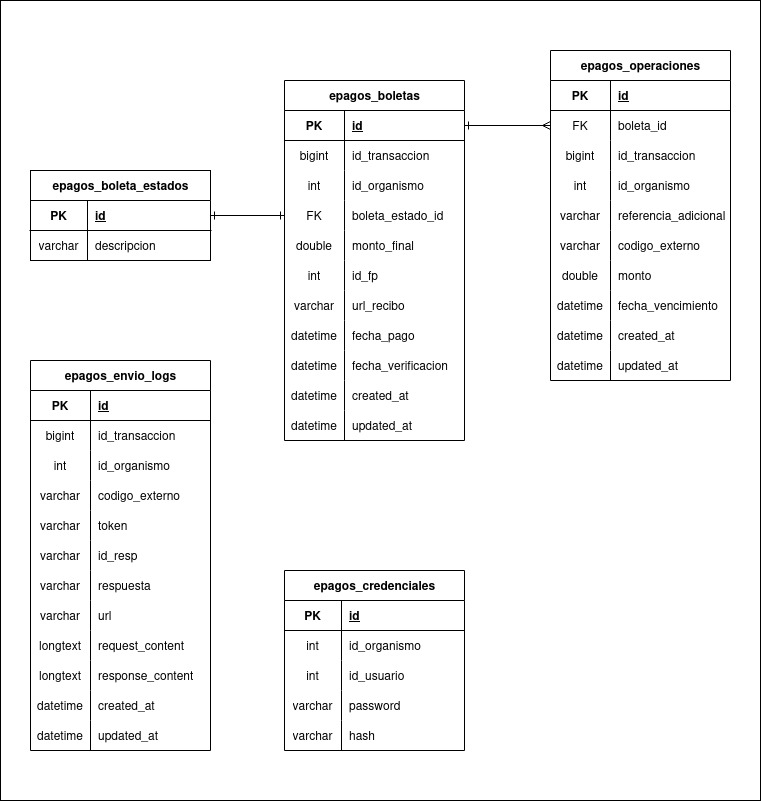 epagos_operaciones
PK id
FK boleta_id
bigint id_transaccion
int id_organismo
varchar referencia_adicional
varchar codigo_externo
double monto
datetime fecha_vencimiento
datetime created_at
datetime updated_at
epagos_boletas
PK id
bigint id_transaccion
int id_organismo
FK boleta_estado_id
double monto_final
int id_fp
varchar url_recibo
datetime fecha_pago
datetime fecha_verificacion
datetime created_at
datetime updated_at
epagos_boleta_estados
PK id
varchar descripcion
epagos_envio_logs
PK id
bigint id_transaccion
int id_organismo
varchar codigo_externo
varchar token
varchar id_resp
varchar respuesta
varchar url
longtext request_content
longtext response_content
datetime created_at
datetime updated_at
epagos_credenciales
PK id
int id_organismo
int id_usuario
varchar password
varchar hash